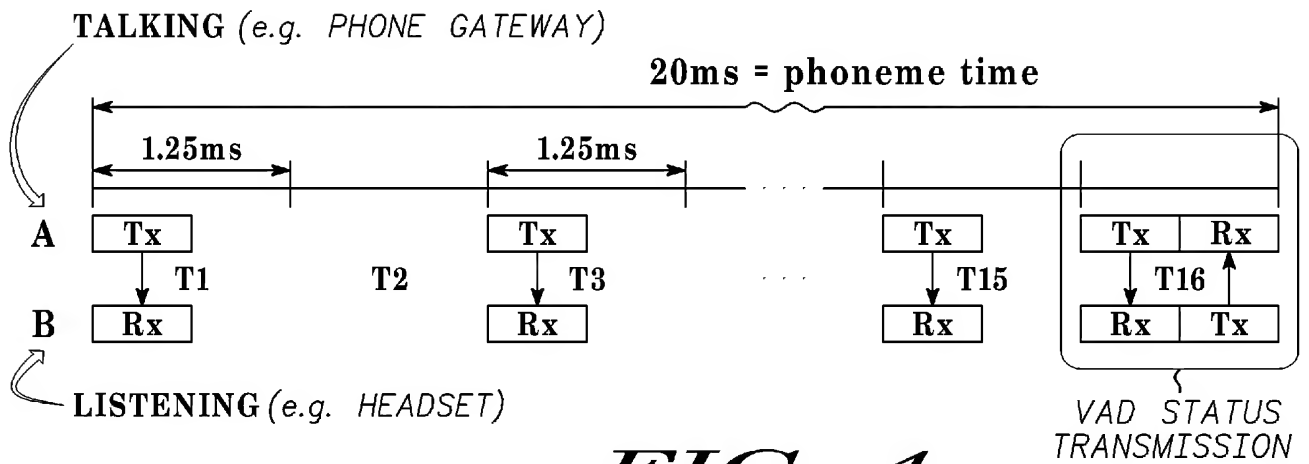 TALKING (e.g. PHONE GATEWAY)
20ms = phoneme time
1.25ms 1.25ms
A Tx Tx Tx Tx Rx
T1 T2 T3 . . . T15 T16
B Rx Rx Rx Rx Tx
LISTENING (e.g. HEADSET)
VAD STATUS
TRANSMISSION